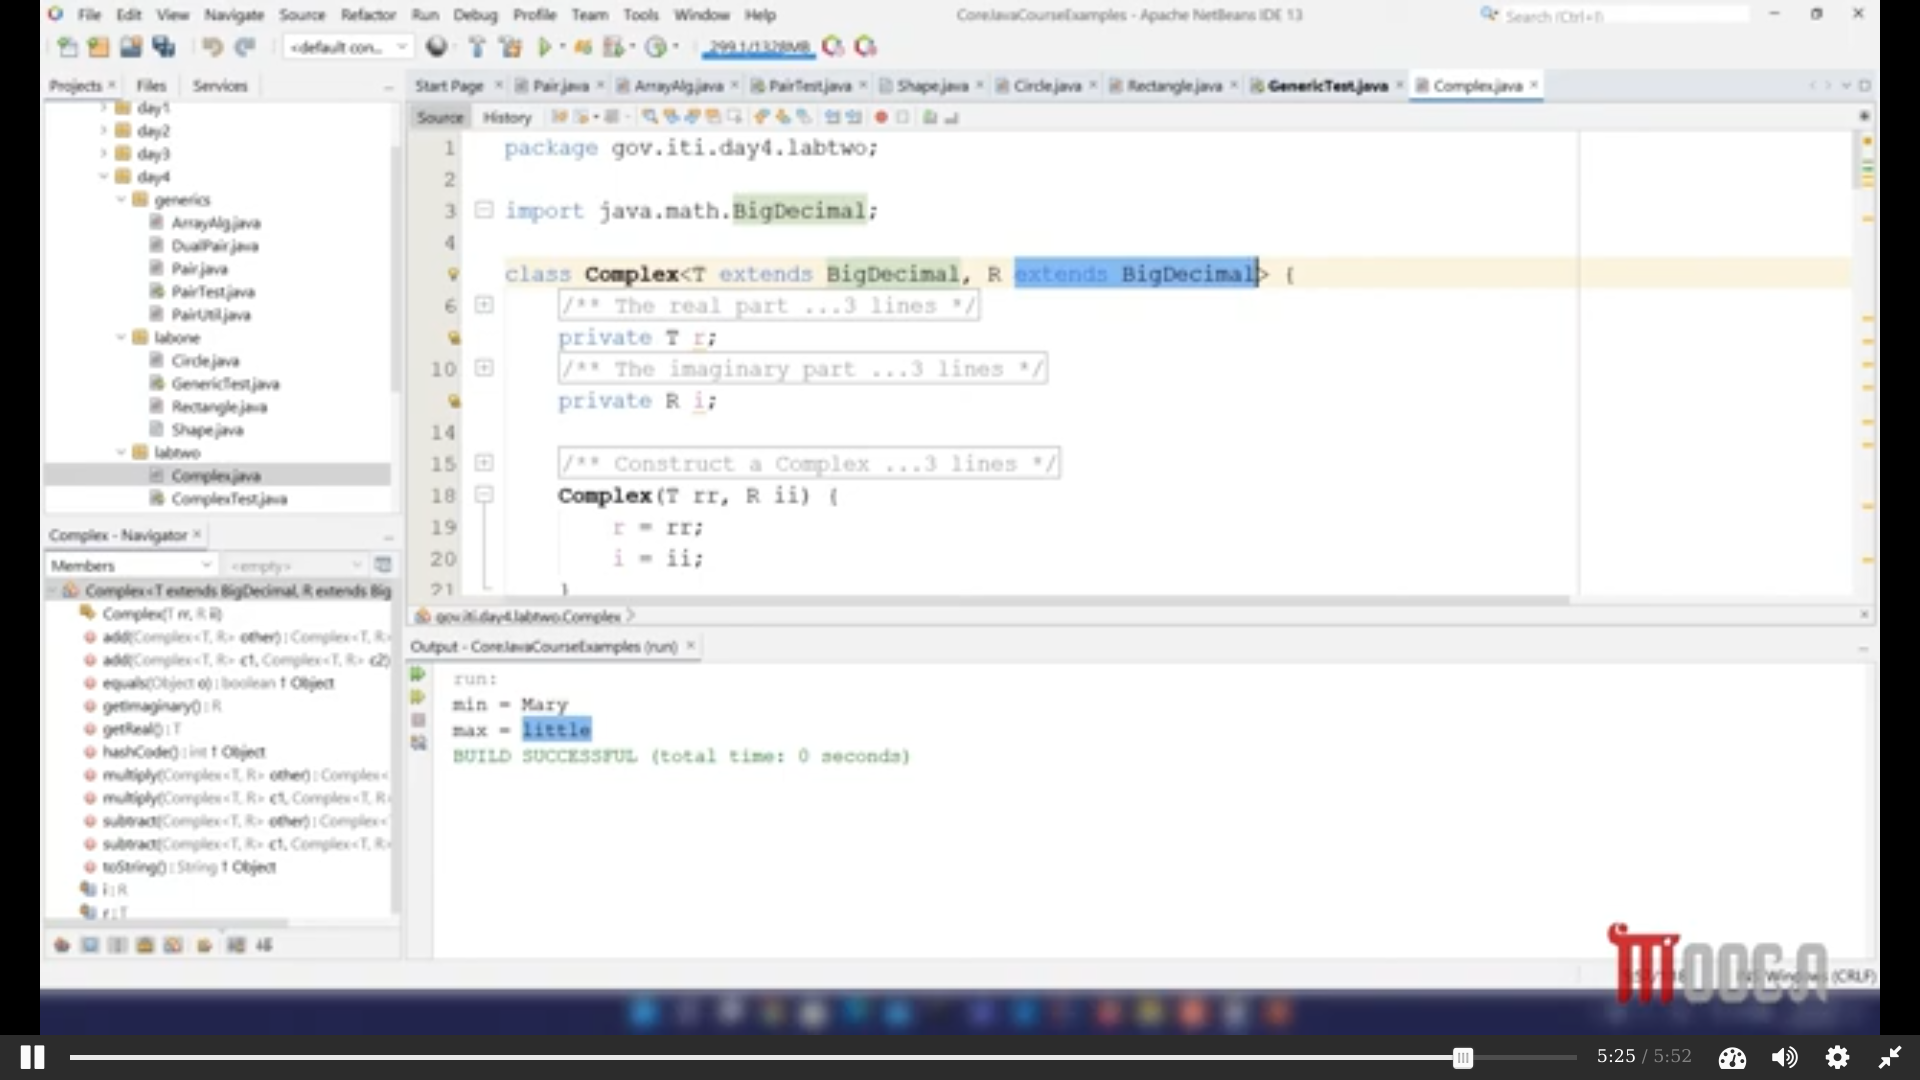 File Edit View Navigate Source Refactor Run Debug Profile Team Tools Window Help
CoreJavaCourseExamples - Apache NetBeans IDE 13
Search (Ctrl+I)
<default con...
299.1/1328MB
Projects Files Services
Start Page Pair.java ArrayAlg.java PairTest.java Shape.java Circle.java Rectangle.java GenericTest.java Complex.java
Source History
day1
day2
day3
day4
generics
ArrayAlg.java
DualPair.java
Pair.java
PairTest.java
PairUtil.java
labone
Circle.java
GenericTest.java
Rectangle.java
Shape.java
labtwo
Complex.java
ComplexTest.java
1 package gov.iti.day4.labtwo;
2
3 import java.math.BigDecimal;
4
class Complex<T extends BigDecimal, R extends BigDecimal> {
6 /** The real part ...3 lines */
private T r;
10 /** The imaginary part ...3 lines */
private R i;
14
15 /** Construct a Complex ...3 lines */
18 Complex(T rr, R ii) {
19 r = rr;
20 i = ii;
21 }
gov.iti.day4.labtwo.Complex
Complex - Navigator
Members <empty>
Complex<T extends BigDecimal, R extends Big
Complex(T rr, R ii)
add(Complex<T, R> other) : Complex<T, R>
add(Complex<T, R> c1, Complex<T, R> c2)
equals(Object o) : boolean ↑ Object
getImaginary() : R
getReal() : T
hashCode() : int ↑ Object
multiply(Complex<T, R> other) : Complex<
multiply(Complex<T, R> c1, Complex<T, R>
subtract(Complex<T, R> other) : Complex<
subtract(Complex<T, R> c1, Complex<T, R>
toString() : String ↑ Object
i : R
r : T
Output - CoreJavaCourseExamples (run)
run:
min = Mary
max = little
BUILD SUCCESSFUL (total time: 0 seconds)
MOOCA
Windows (CRLF)
5:25 / 5:52